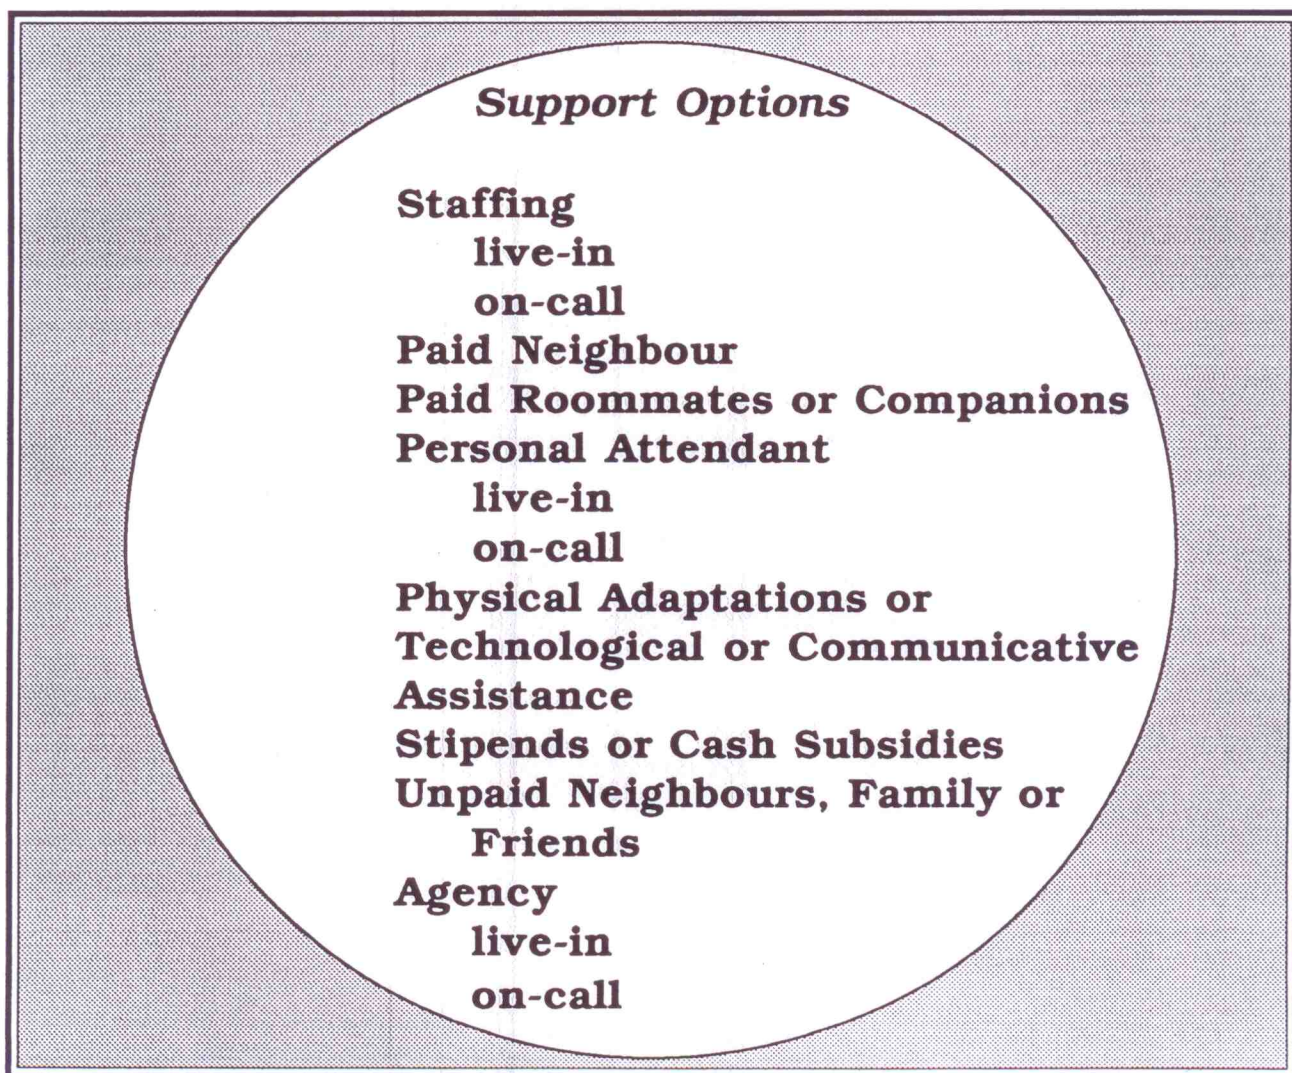 Support Options
Staffing
live-in
on-call
Paid Neighbour
Paid Roommates or Companions
Personal Attendant
live-in
on-call
Physical Adaptations or
Technological or Communicative
Assistance
Stipends or Cash Subsidies
Unpaid Neighbours, Family or
Friends
Agency
live-in
on-call